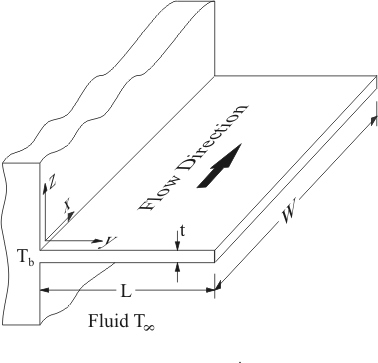 Flow Direction
z
x
y
t
W
T_b
L
Fluid T_∞